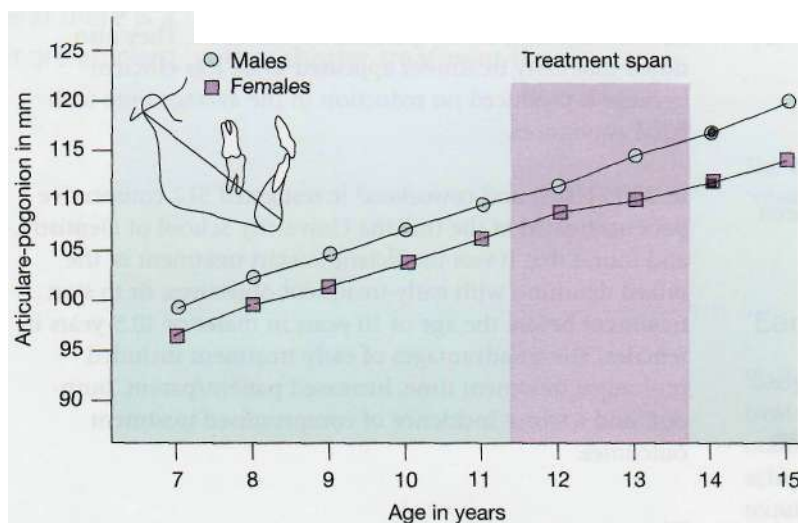 125
120
115
110
105
100
95
90
Articulare-pogonion in mm
Males
Females
Treatment span
7 8 9 10 11 12 13 14 15
Age in years